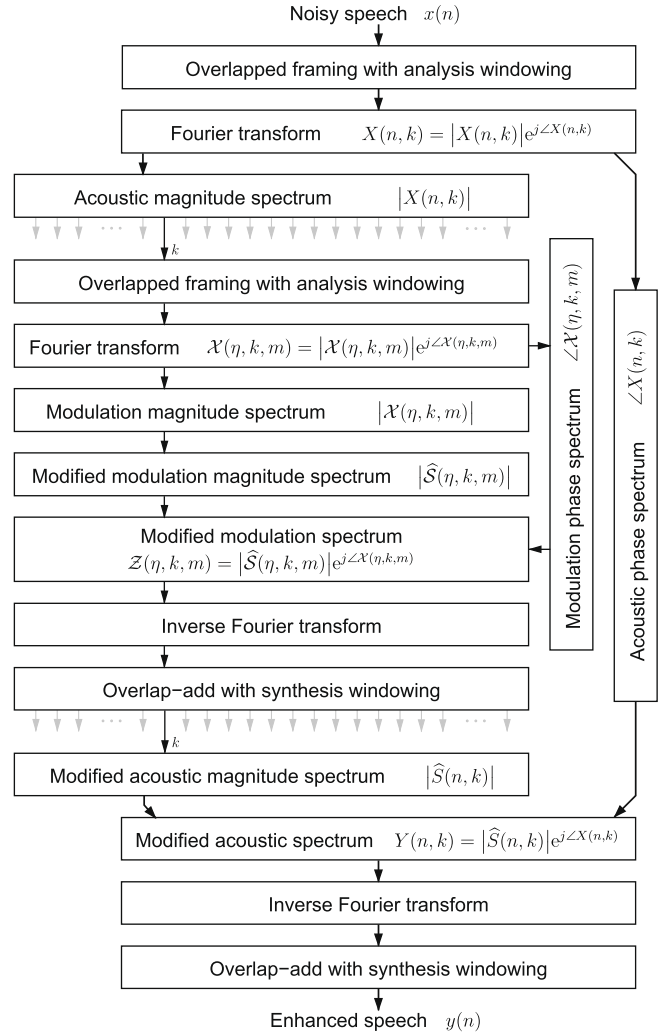 Noisy speech x(n)
Overlapped framing with analysis windowing
Fourier transform X(n, k) = |X(n, k)|e^{j∠X(n,k)}
Acoustic magnitude spectrum |X(n, k)|
··· ···
k
Overlapped framing with analysis windowing
Fourier transform 𝒳(η, k, m) = |𝒳(η, k, m)|e^{j∠𝒳(η,k,m)}
Modulation magnitude spectrum |𝒳(η, k, m)|
Modified modulation magnitude spectrum |𝒮̂(η, k, m)|
Modified modulation spectrum
𝒵(η, k, m) = |𝒮̂(η, k, m)|e^{j∠𝒳(η,k,m)}
Inverse Fourier transform
Overlap−add with synthesis windowing
··· ···
k
Modified acoustic magnitude spectrum |Ŝ(n, k)|
Modulation phase spectrum ∠𝒳(η, k, m)
Acoustic phase spectrum ∠X(n, k)
Modified acoustic spectrum Y(n, k) = |Ŝ(n, k)|e^{j∠X(n,k)}
Inverse Fourier transform
Overlap−add with synthesis windowing
Enhanced speech y(n)